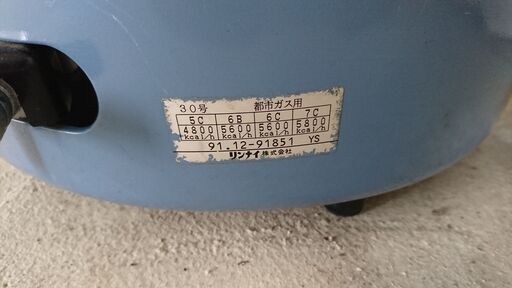 30号 都市ガス用
5C 6B 6C 7C
4800 5600 5600 5800
kcal/h kcal/h kcal/h kcal/h
91.12-91851 YS
リンナイ株式会社